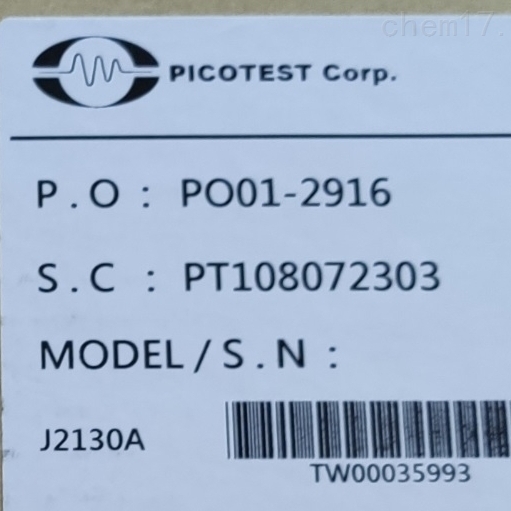 chem17.
PICOTEST Corp.
P.O : PO01-2916
S.C : PT108072303
MODEL/S.N :
J2130A
TW00035993